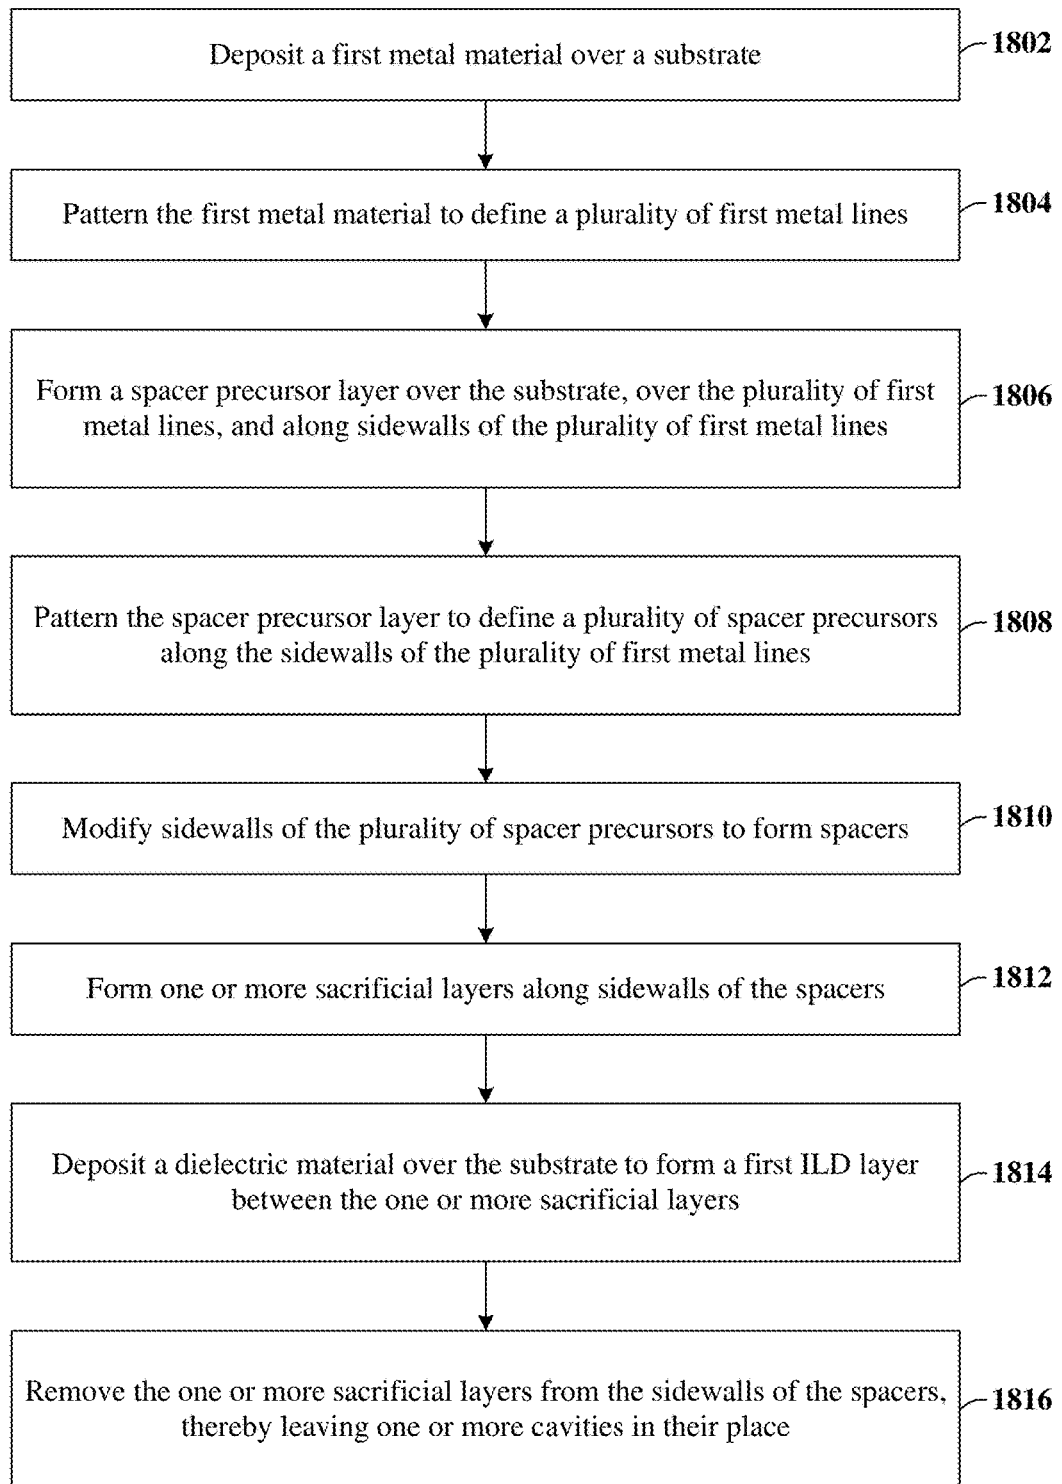 Deposit a first metal material over a substrate
1802
Pattern the first metal material to define a plurality of first metal lines
1804
Form a spacer precursor layer over the substrate, over the plurality of first
metal lines, and along sidewalls of the plurality of first metal lines
1806
Pattern the spacer precursor layer to define a plurality of spacer precursors
along the sidewalls of the plurality of first metal lines
1808
Modify sidewalls of the plurality of spacer precursors to form spacers
1810
Form one or more sacrificial layers along sidewalls of the spacers
1812
Deposit a dielectric material over the substrate to form a first ILD layer
between the one or more sacrificial layers
1814
Remove the one or more sacrificial layers from the sidewalls of the spacers,
thereby leaving one or more cavities in their place
1816